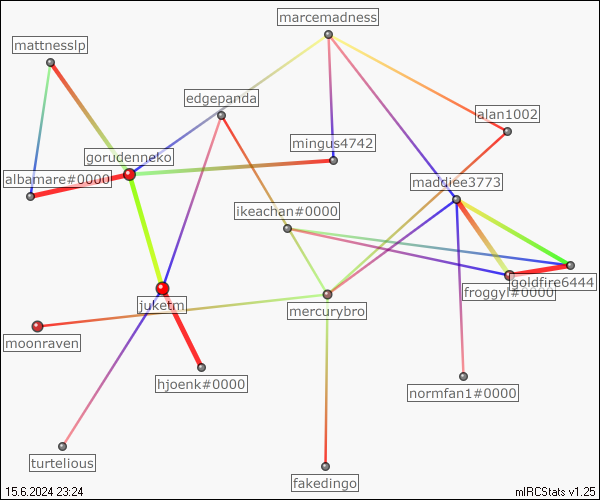 marcemadness
mattnesslp
edgepanda
alan1002
mingus4742
gorudenneko
albamare#0000
maddiee3773
ikeachan#0000
goldfire6444
froggyl#0000
juketm
mercurybro
moonraven
hjoenk#0000
normfan1#0000
turtelious
fakedingo
15.6.2024 23:24
mIRCStats v1.25